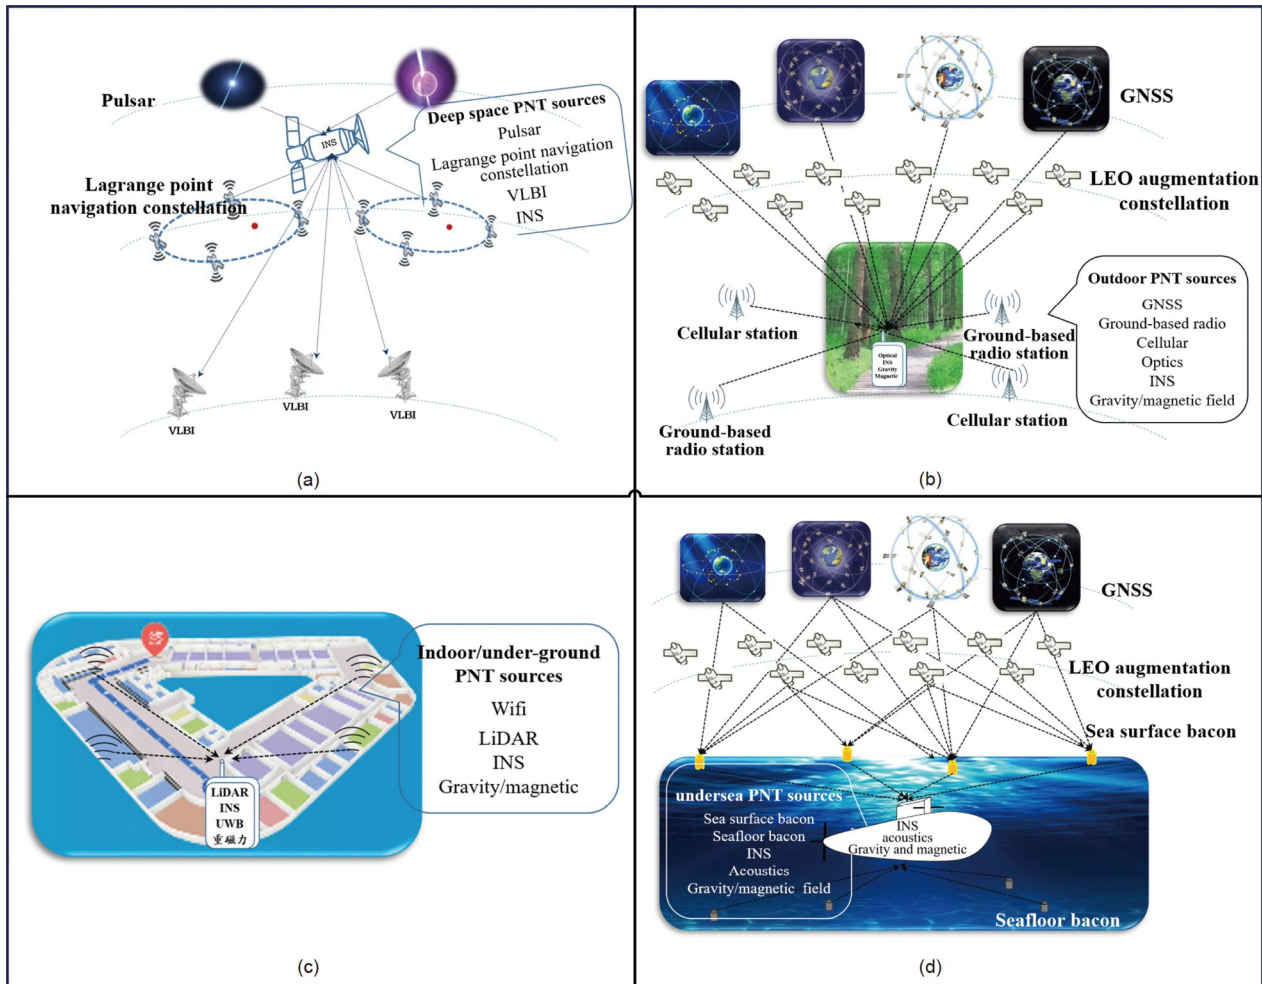 Pulsar
Deep space PNT sources
Pulsar
Lagrange point navigation
constellation
VLBI
INS
INS
Lagrange point
navigation constellation
VLBI
VLBI
VLBI
(a)
GNSS
LEO augmentation
constellation
Outdoor PNT sources
GNSS
Ground-based radio
Cellular
Optics
INS
Gravity/magnetic field
Cellular station
Ground-based
radio station
Optical
INS
Gravity
Magnetic
Ground-based
radio station
Cellular station
(b)
Indoor/under-ground
PNT sources
Wifi
LiDAR
INS
Gravity/magnetic
LiDAR
INS
UWB
重磁力
(c)
GNSS
LEO augmentation
constellation
Sea surface bacon
undersea PNT sources
Sea surface bacon
Seafloor bacon
INS
Acoustics
Gravity/magnetic field
INS
acoustics
Gravity and magnetic
Seafloor bacon
(d)